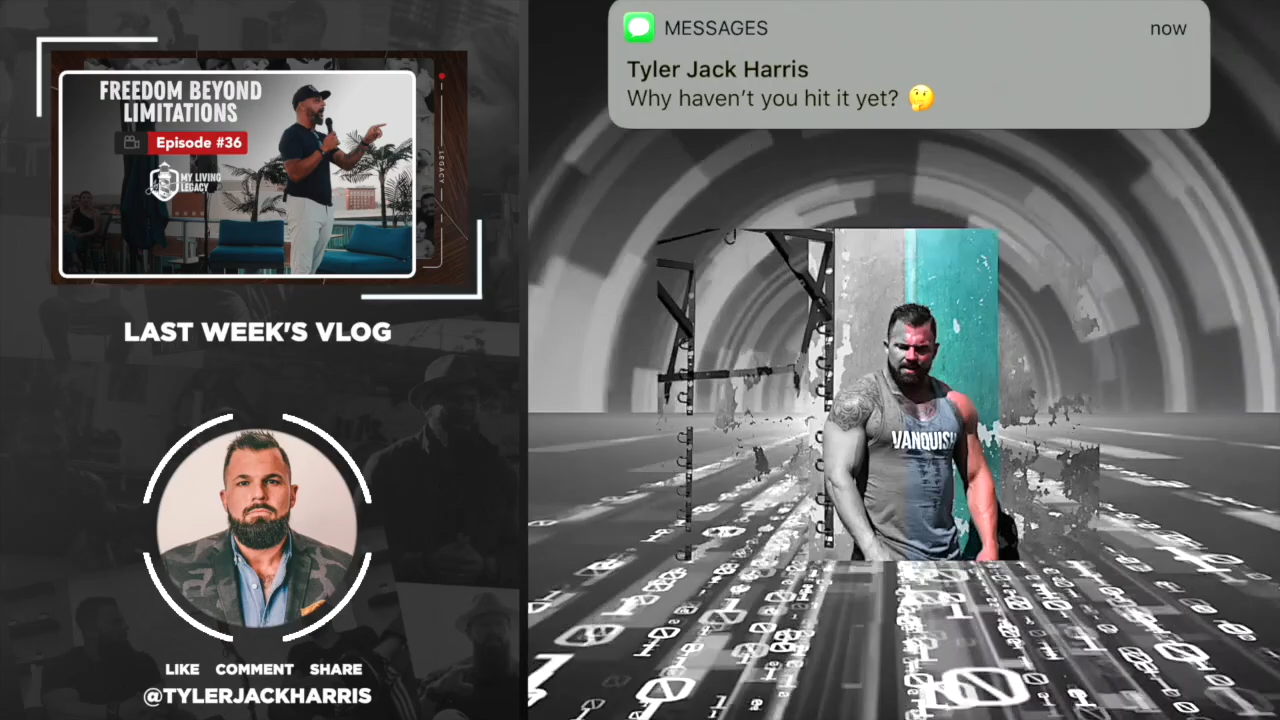 FREEDOM BEYOND
LIMITATIONS
Episode #36
MY LIVING
LEGACY
LEGACY
LAST WEEK'S VLOG
LIKE COMMENT SHARE
@TYLERJACKHARRIS
MESSAGES
now
Tyler Jack Harris
Why haven’t you hit it yet? 🤔
VANQUISH